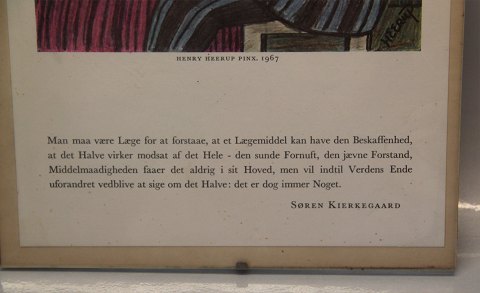 HEERUP
HENRY HEERUP PINX. 1967
Man maa være Læge for at forstaae, at et Lægemiddel kan have den Beskaffenhed,
at det Halve virker modsat af det Hele - den sunde Fornuft, den jævne Forstand,
Middelmaadigheden faaer det aldrig i sit Hoved, men vil indtil Verdens Ende
uforandret vedblive at sige om det Halve: det er dog immer Noget.
SØREN KIERKEGAARD